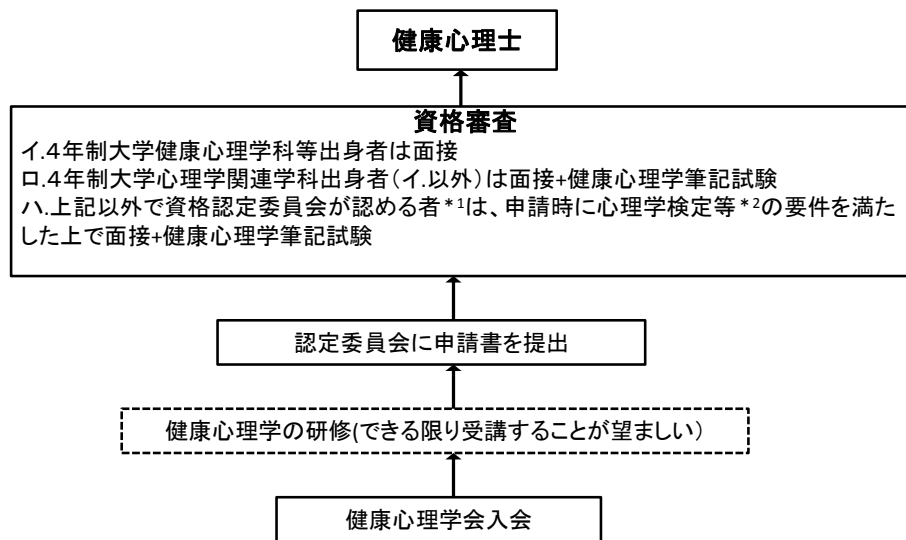 健康心理士
資格審査
イ.４年制大学健康心理学科等出身者は面接
ロ.４年制大学心理学関連学科出身者（イ.以外）は面接+健康心理学筆記試験
ハ.上記以外で資格認定委員会が認める者*1は、申請時に心理学検定等*2の要件を満た
した上で面接+健康心理学筆記試験
認定委員会に申請書を提出
健康心理学の研修(できる限り受講することが望ましい）
健康心理学会入会